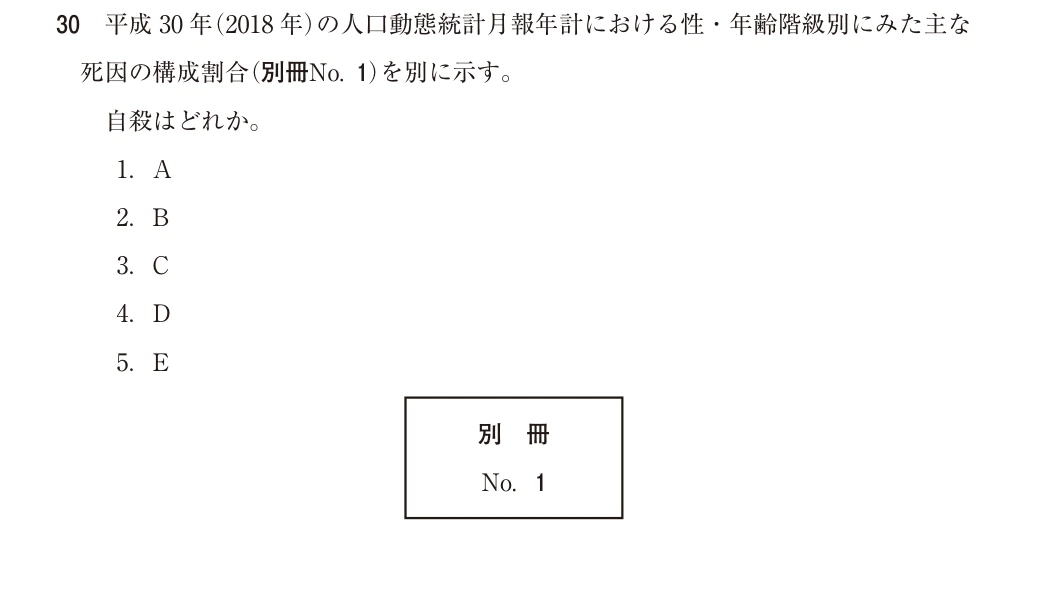 30 平成 30 年(2018 年)の人口動態統計月報年計における性・年齢階級別にみた主な
死因の構成割合(別冊No. 1)を別に示す。
自殺はどれか。
1. A
2. B
3. C
4. D
5. E
別 冊
No. 1